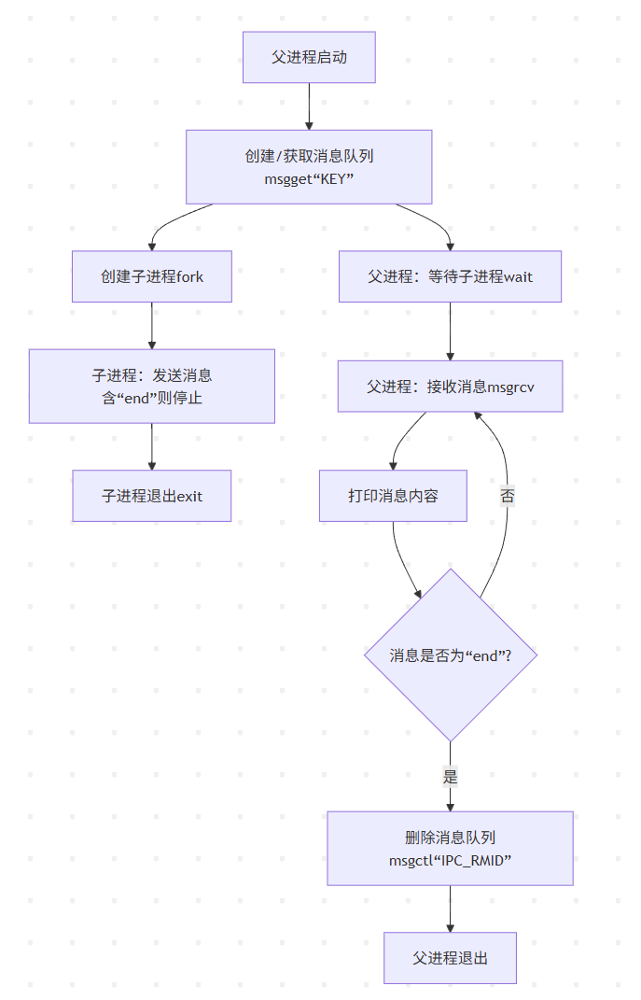 父进程启动
创建/获取消息队列
msgget“KEY”
创建子进程fork
父进程：等待子进程wait
子进程：发送消息
含“end”则停止
父进程：接收消息msgrcv
子进程退出exit
打印消息内容
否
消息是否为“end”?
是
删除消息队列
msgctl“IPC_RMID”
父进程退出